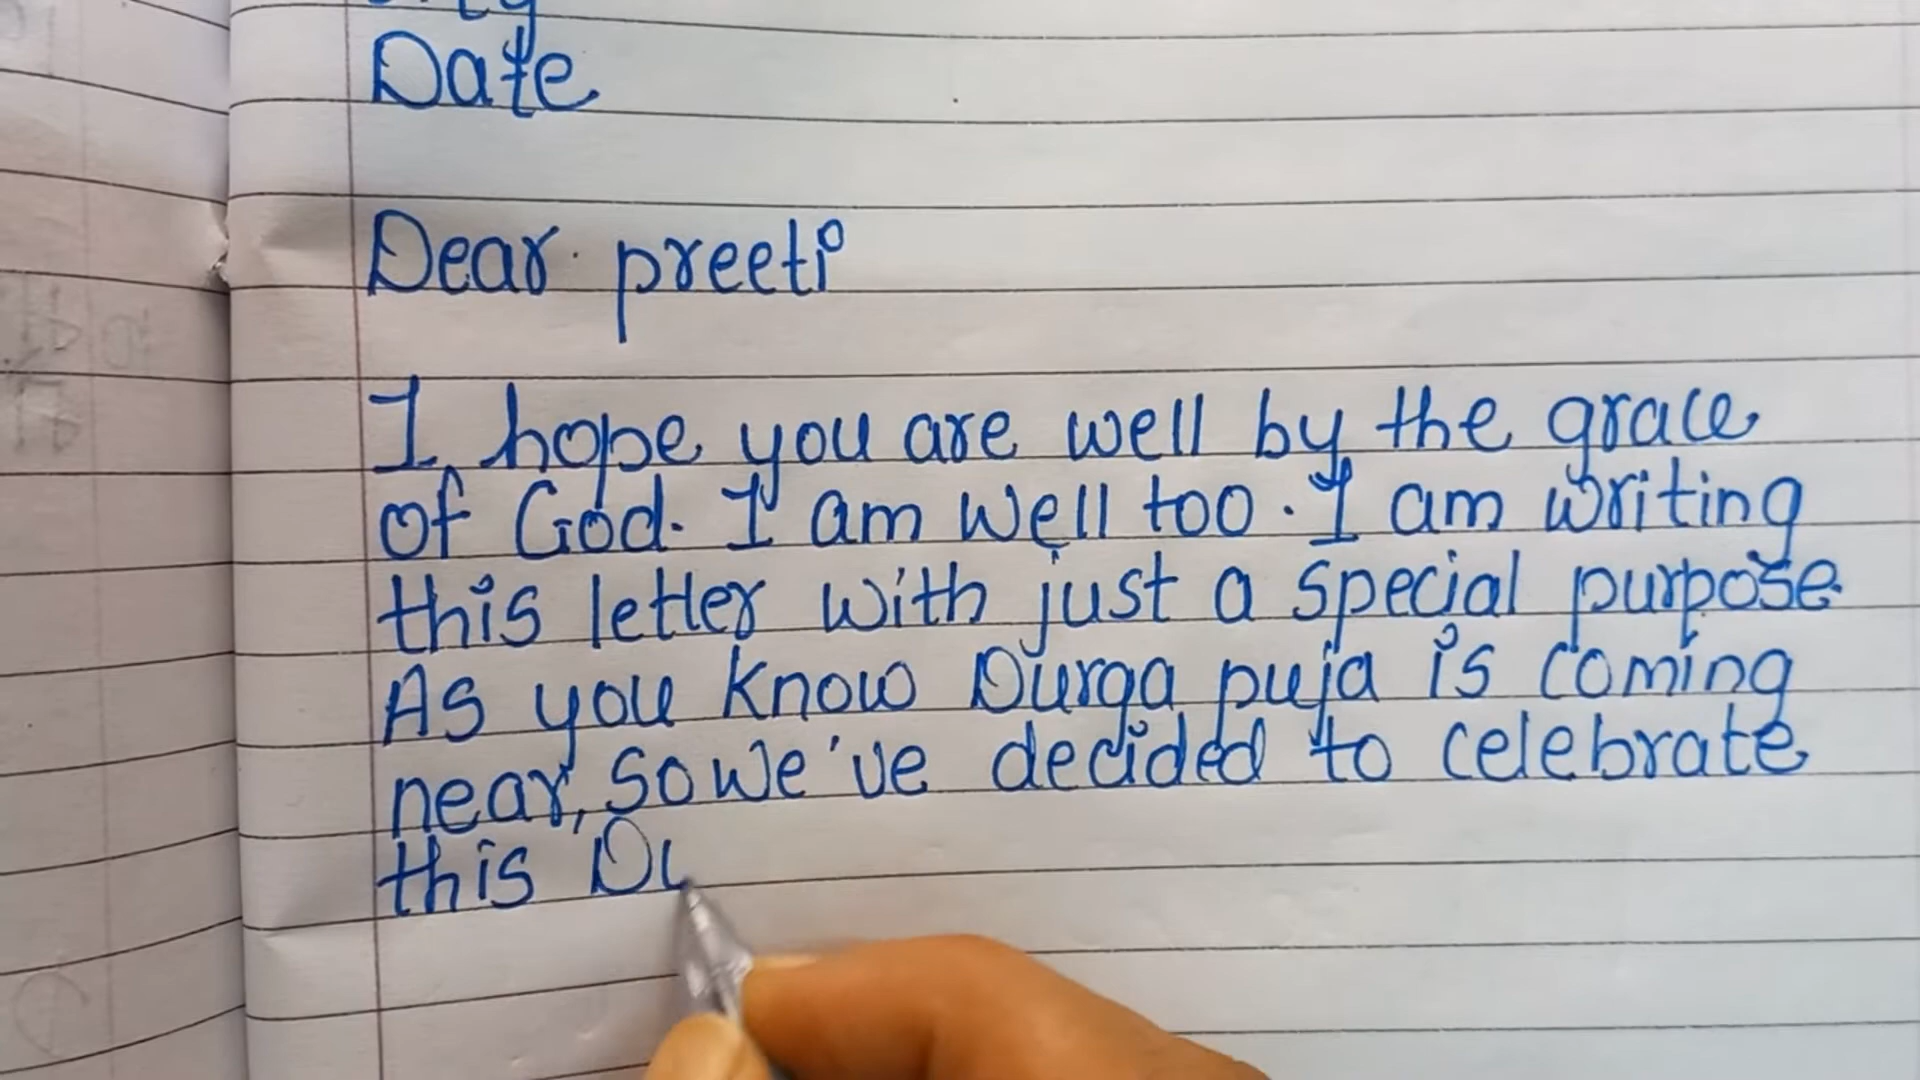 Date
Dear preeti
I hope you are well by the grace
of God. I am well too. I am writing
this letter with just a special purpose.
As you know Durga puja is coming
near, so we've decided to celebrate
this Du